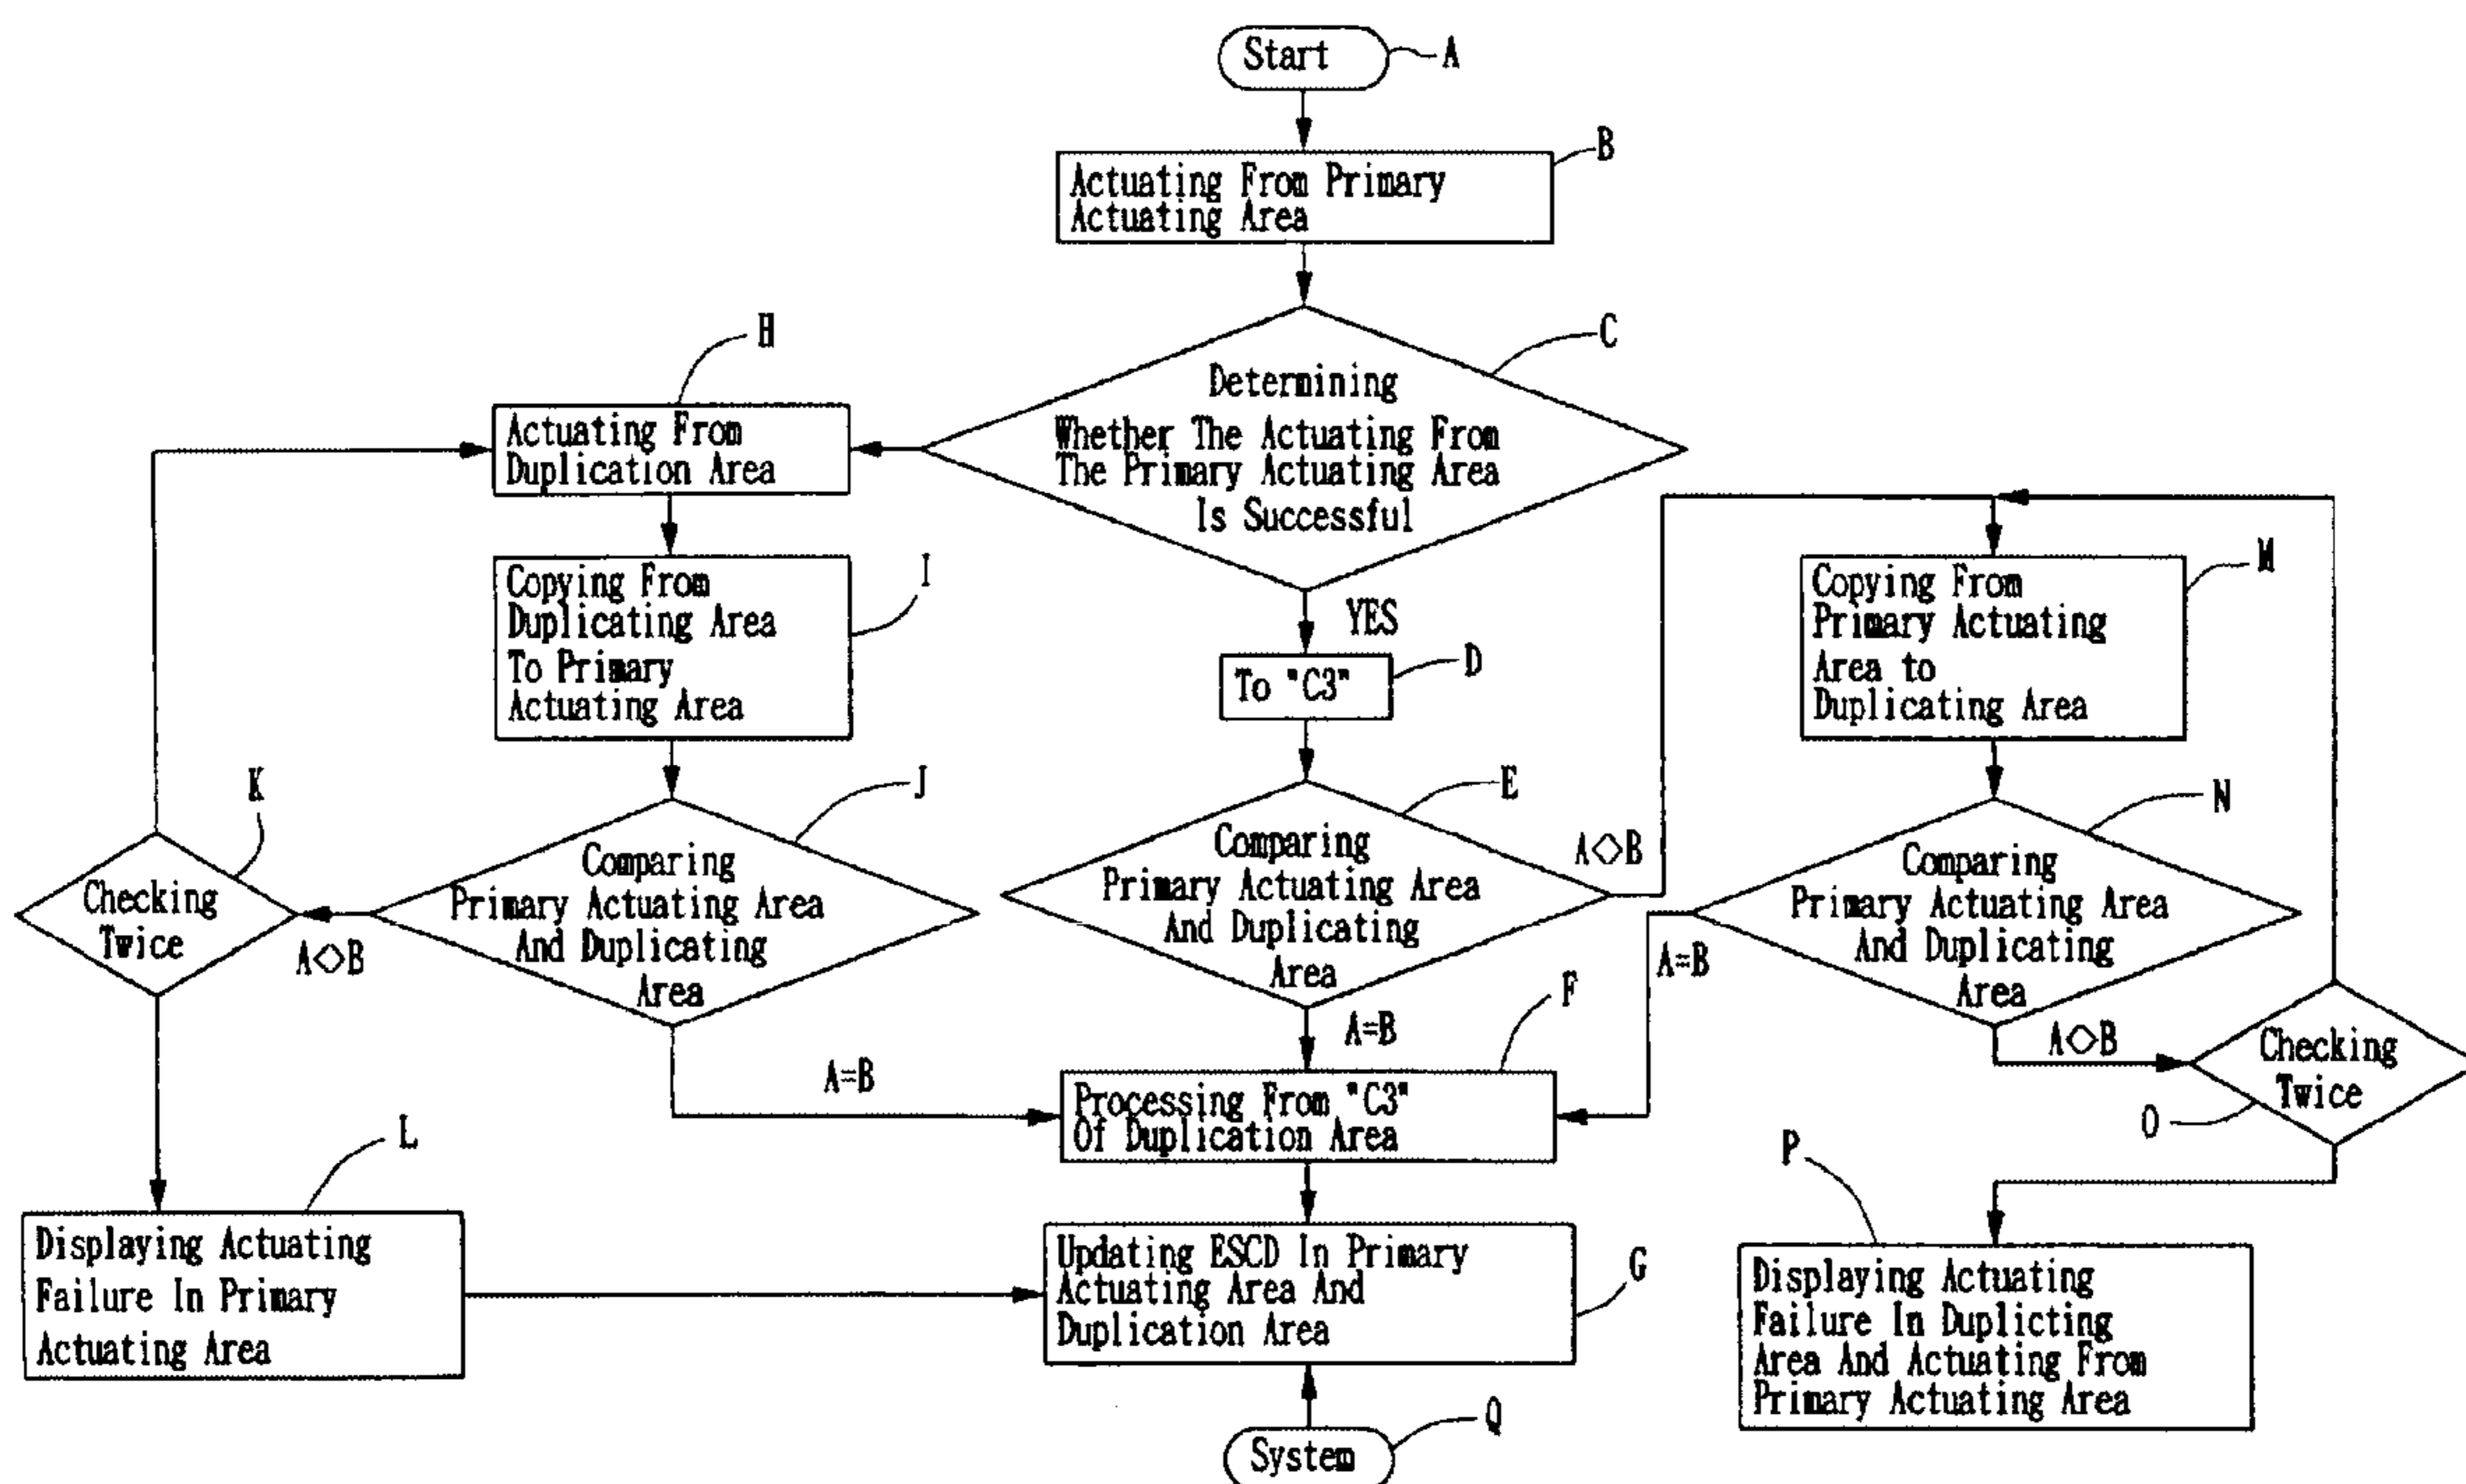 Start
A
Actuating From Primary
Actuating Area
B
Determining
Whether The Actuating From
The Primary Actuating Area
Is Successful
C
YES
Actuating From
Duplication Area
H
Copying From
Duplicating Area
To Primary
Actuating Area
I
To "C3"
D
Copying From
Primary Actuating
Area to
Duplicating Area
M
Checking
Twice
K
A◇B
Comparing
Primary Actuating Area
And Duplicating
Area
J
A=B
Comparing
Primary Actuating Area
And Duplicating
Area
E
A◇B
A=B
Comparing
Primary Actuating Area
And Duplicating
Area
N
A=B
A◇B
Checking
Twice
O
Processing From "C3"
Of Duplication Area
F
Displaying Actuating
Failure In Primary
Actuating Area
L
Updating ESCD In Primary
Actuating Area And
Duplication Area
G
Displaying Actuating
Failure In Duplicting
Area And Actuating From
Primary Actuating Area
P
System
Q